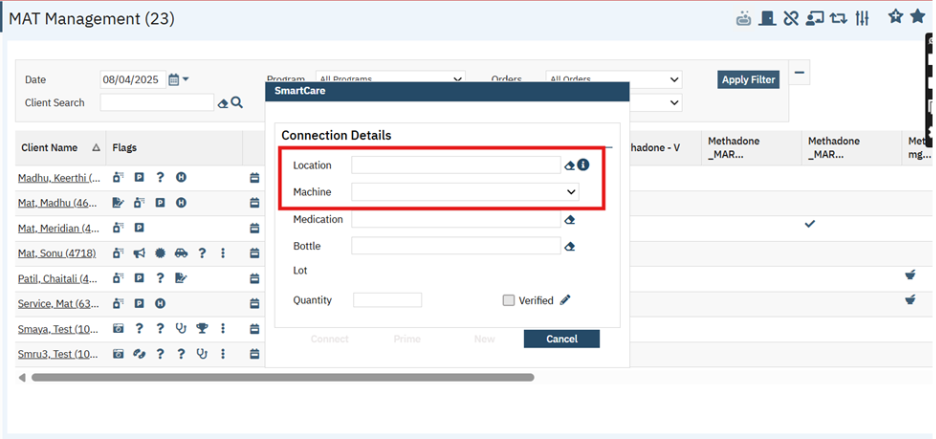 MAT Management (23)
Date 08/04/2025 Program All Programs Orders All Orders Apply Filter
Client Search
SmartCare
Connection Details
Location
Machine
Medication
Bottle
Lot
Quantity Verified
Connect Prime New Cancel
Client Name Flags hadone - V Methadone _MAR... Methadone _MAR... mg...
Madhu, Keerthi (...
Mat, Madhu (46...
Mat, Meridian (4...
Mat, Sonu (4718)
Patil, Chaitali (4...
Service, Mat (63...
Smaya, Test (10...
Smru3, Test (10...